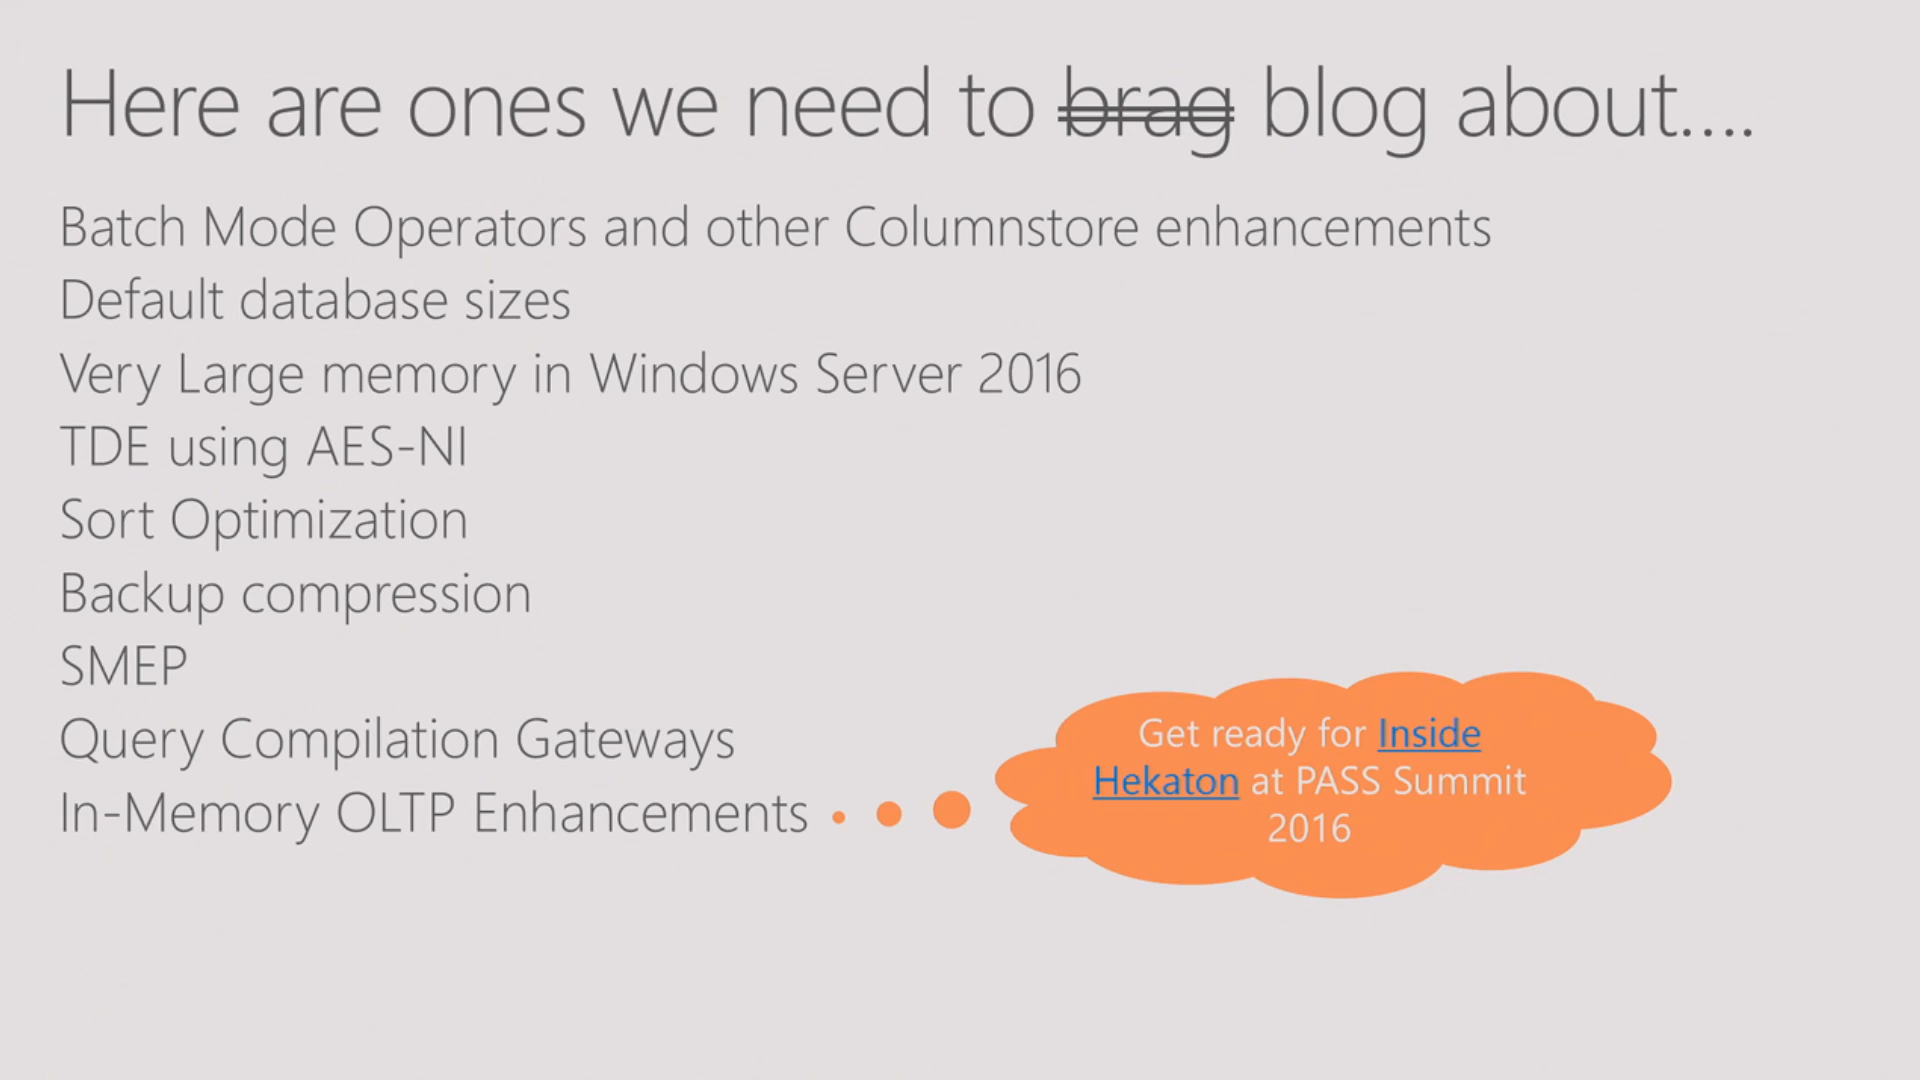 Here are ones we need to brag blog about....
Batch Mode Operators and other Columnstore enhancements
Default database sizes
Very Large memory in Windows Server 2016
TDE using AES-NI
Sort Optimization
Backup compression
SMEP
Query Compilation Gateways
In-Memory OLTP Enhancements
Get ready for Inside
Hekaton at PASS Summit
2016